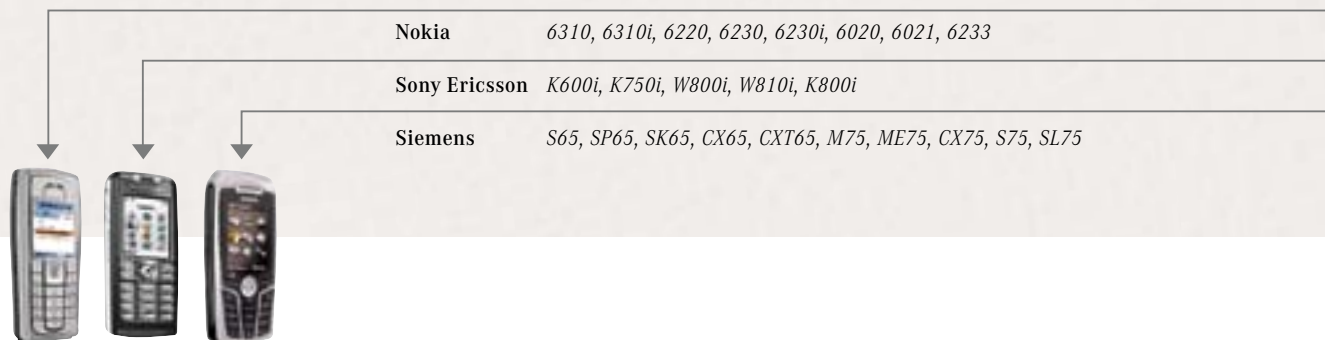 Nokia 6310, 6310i, 6220, 6230, 6230i, 6020, 6021, 6233
Sony Ericsson K600i, K750i, W800i, W810i, K800i
Siemens S65, SP65, SK65, CX65, CXT65, M75, ME75, CX75, S75, SL75